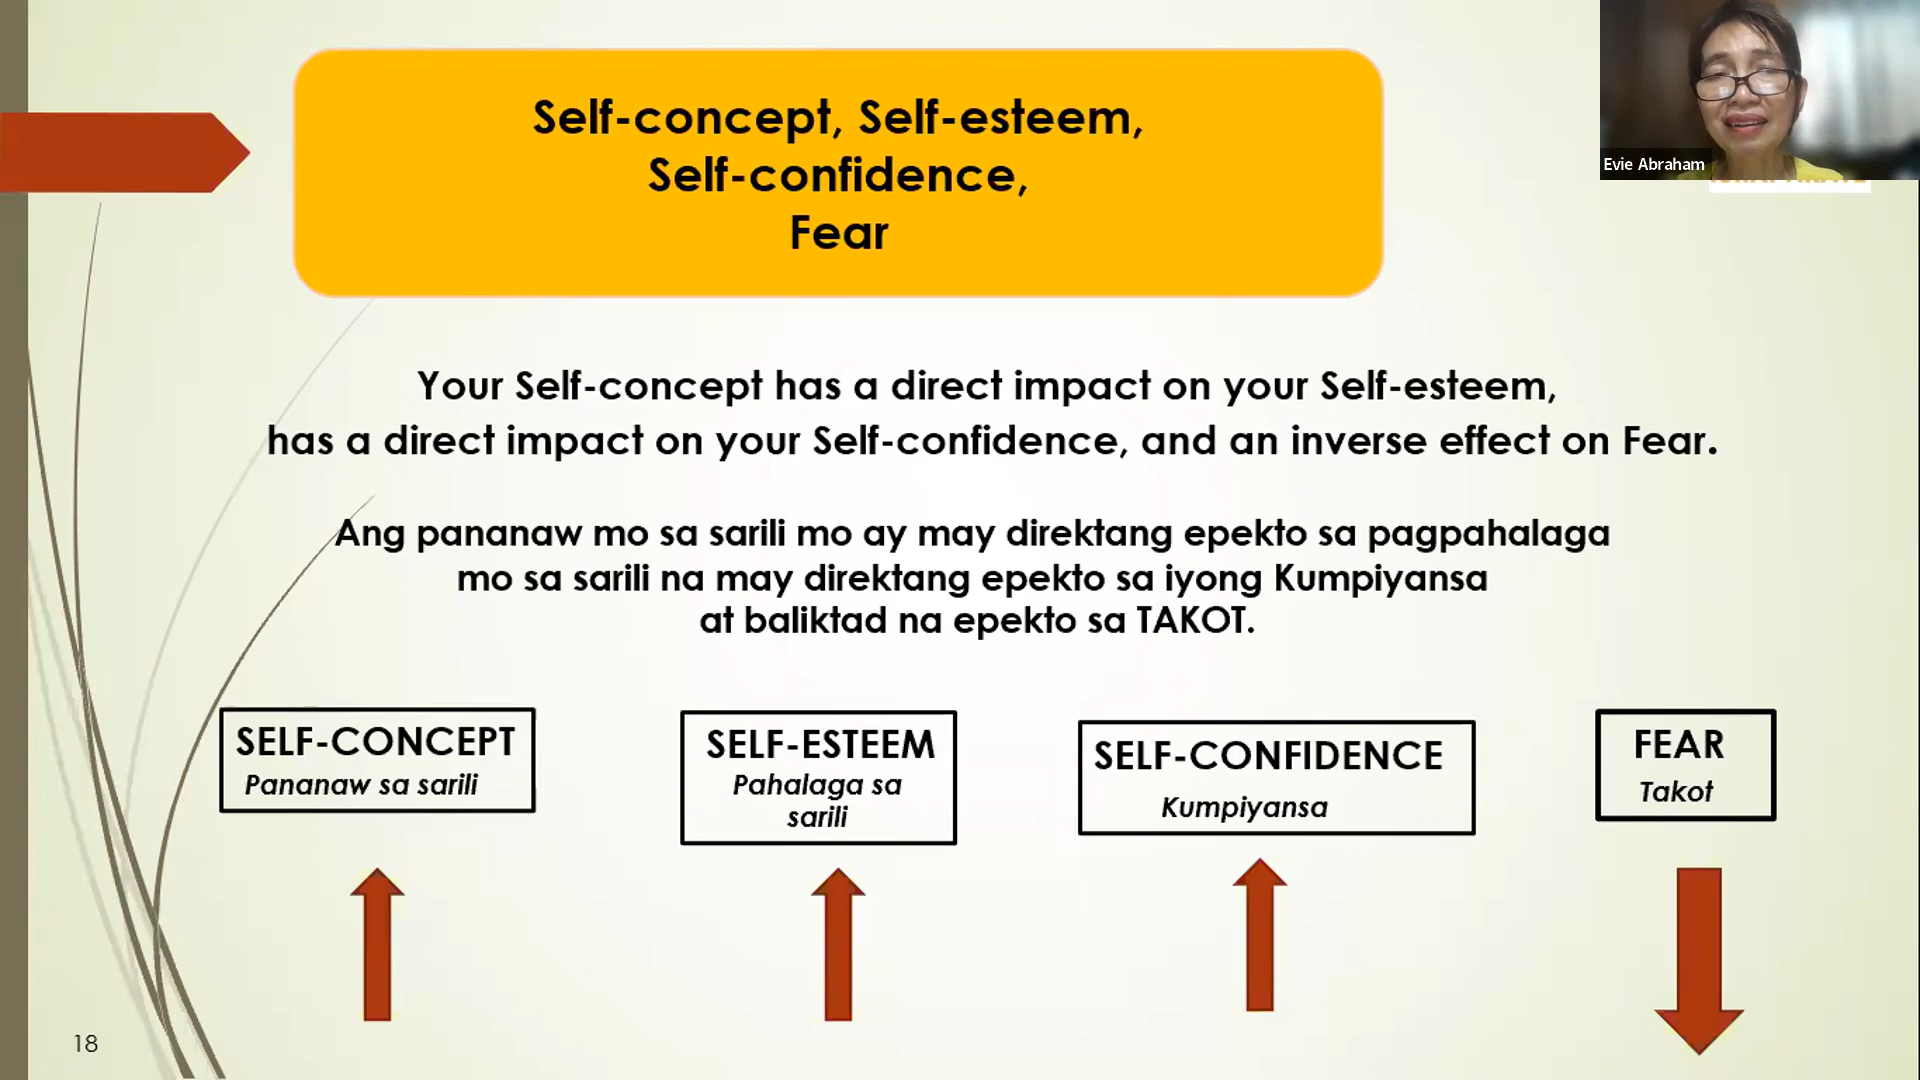 Self-concept, Self-esteem,
Self-confidence,
Fear
Evie Abraham
Your Self-concept has a direct impact on your Self-esteem,
has a direct impact on your Self-confidence, and an inverse effect on Fear.
Ang pananaw mo sa sarili mo ay may direktang epekto sa pagpahalaga
mo sa sarili na may direktang epekto sa iyong Kumpiyansa
at baliktad na epekto sa TAKOT.
SELF-CONCEPT
Pananaw sa sarili
SELF-ESTEEM
Pahalaga sa
sarili
SELF-CONFIDENCE
Kumpiyansa
FEAR
Takot
18